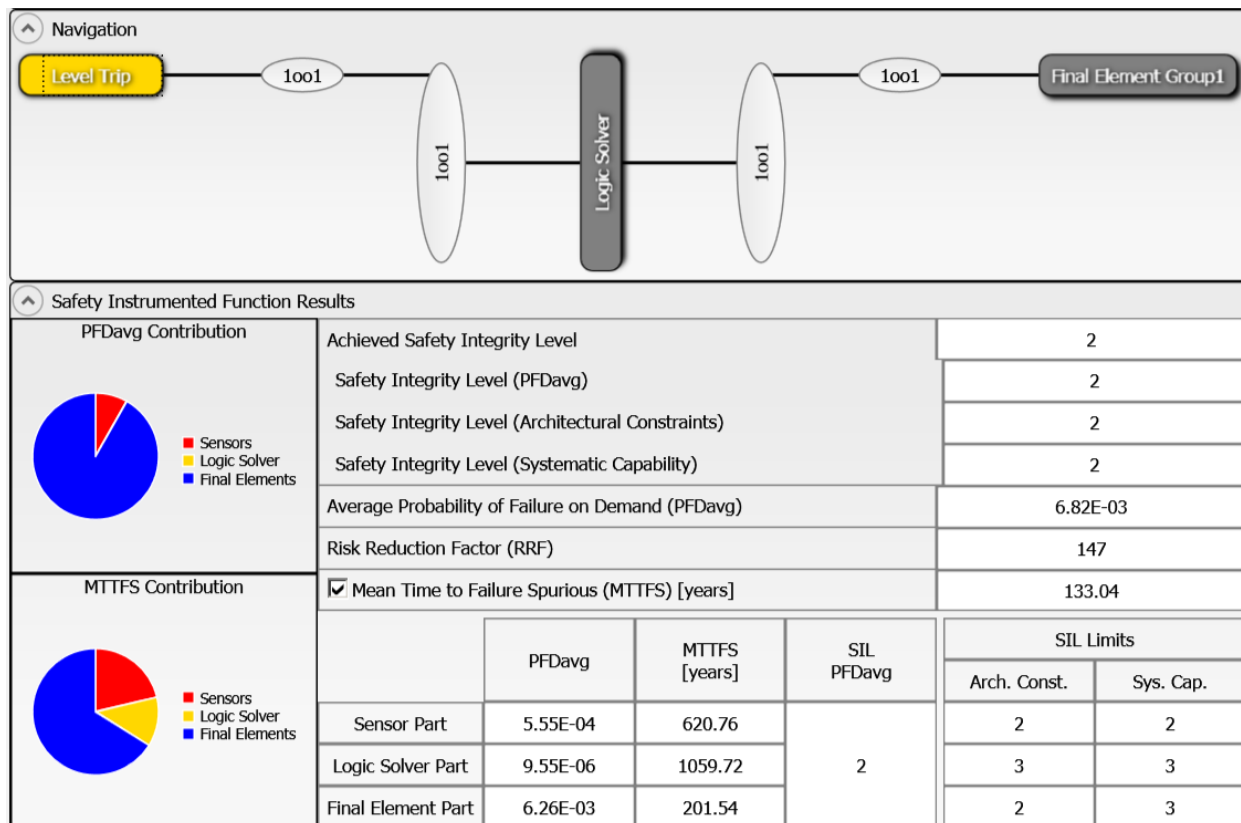 Navigation
Level Trip
1oo1
1oo1
Final Element Group1
1oo1
Logic Solver
1oo1
Safety Instrumented Function Results
PFDavg Contribution
Sensors
Logic Solver
Final Elements
Achieved Safety Integrity Level 2
Safety Integrity Level (PFDavg) 2
Safety Integrity Level (Architectural Constraints) 2
Safety Integrity Level (Systematic Capability) 2
Average Probability of Failure on Demand (PFDavg) 6.82E-03
Risk Reduction Factor (RRF) 147
MTTFS Contribution
Sensors
Logic Solver
Final Elements
Mean Time to Failure Spurious (MTTFS) [years] 133.04
PFDavg
MTTFS
[years]
SIL
PFDavg
SIL Limits
Arch. Const. Sys. Cap.
Sensor Part 5.55E-04 620.76 2 2
Logic Solver Part 9.55E-06 1059.72 2 3 3
Final Element Part 6.26E-03 201.54 2 3